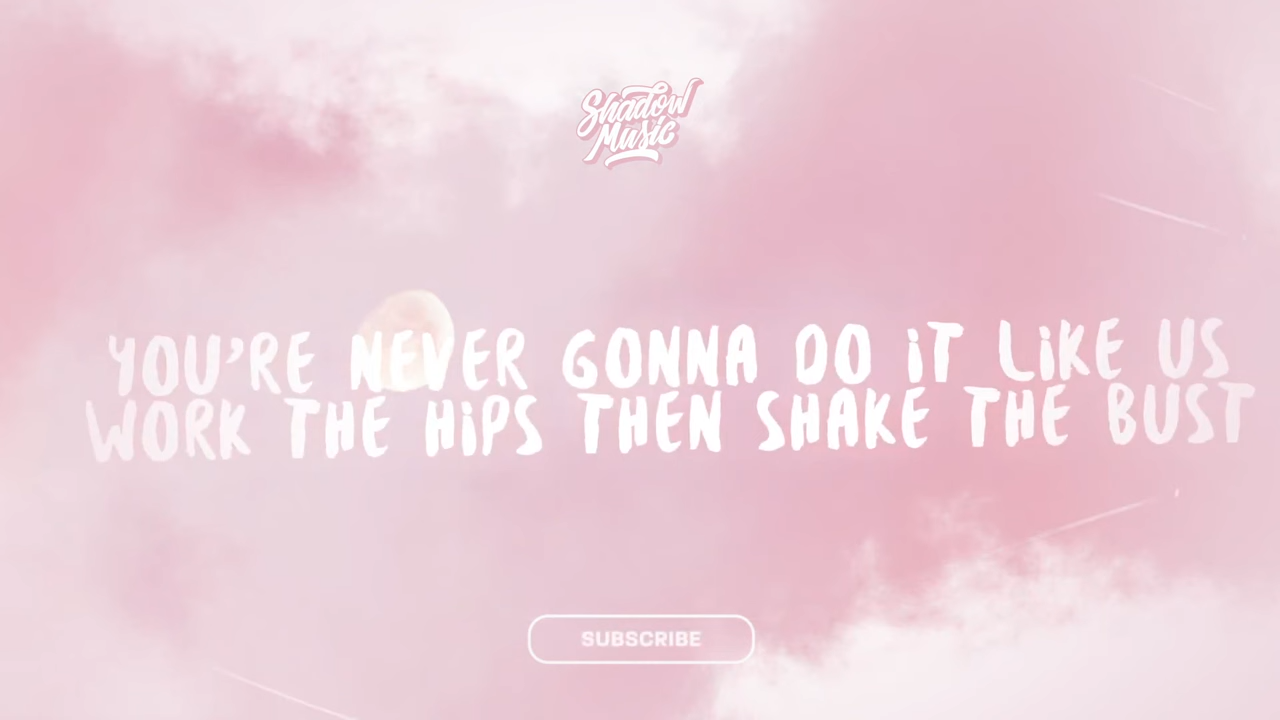 Shadow
Music
YOU'RE NEVER GONNA DO iT LiKE US
WORK THE HiPS THEN SHAKE THE BUST
SUBSCRIBE